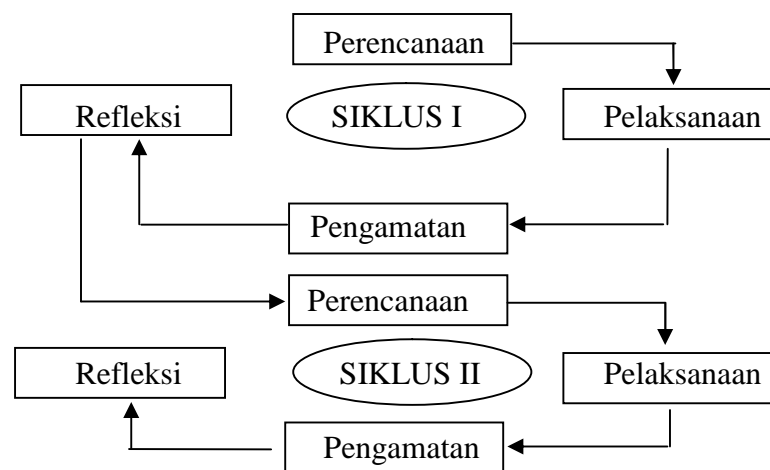 Perencanaan
Refleksi
SIKLUS I
Pelaksanaan
Pengamatan
Perencanaan
Refleksi
SIKLUS II
Pelaksanaan
Pengamatan